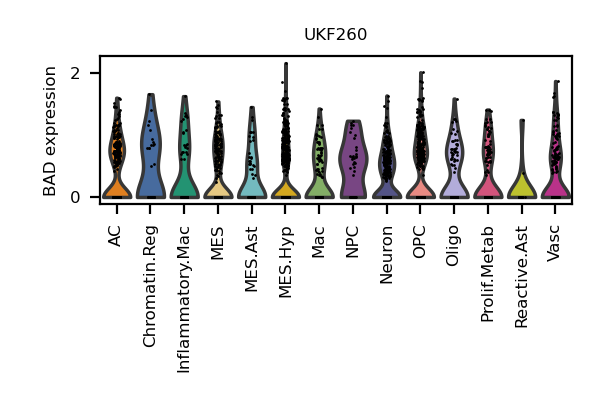 UKF260
BAD expression
2
0
AC
Chromatin.Reg
Inflammatory.Mac
MES
MES.Ast
MES.Hyp
Mac
NPC
Neuron
OPC
Oligo
Prolif.Metab
Reactive.Ast
Vasc